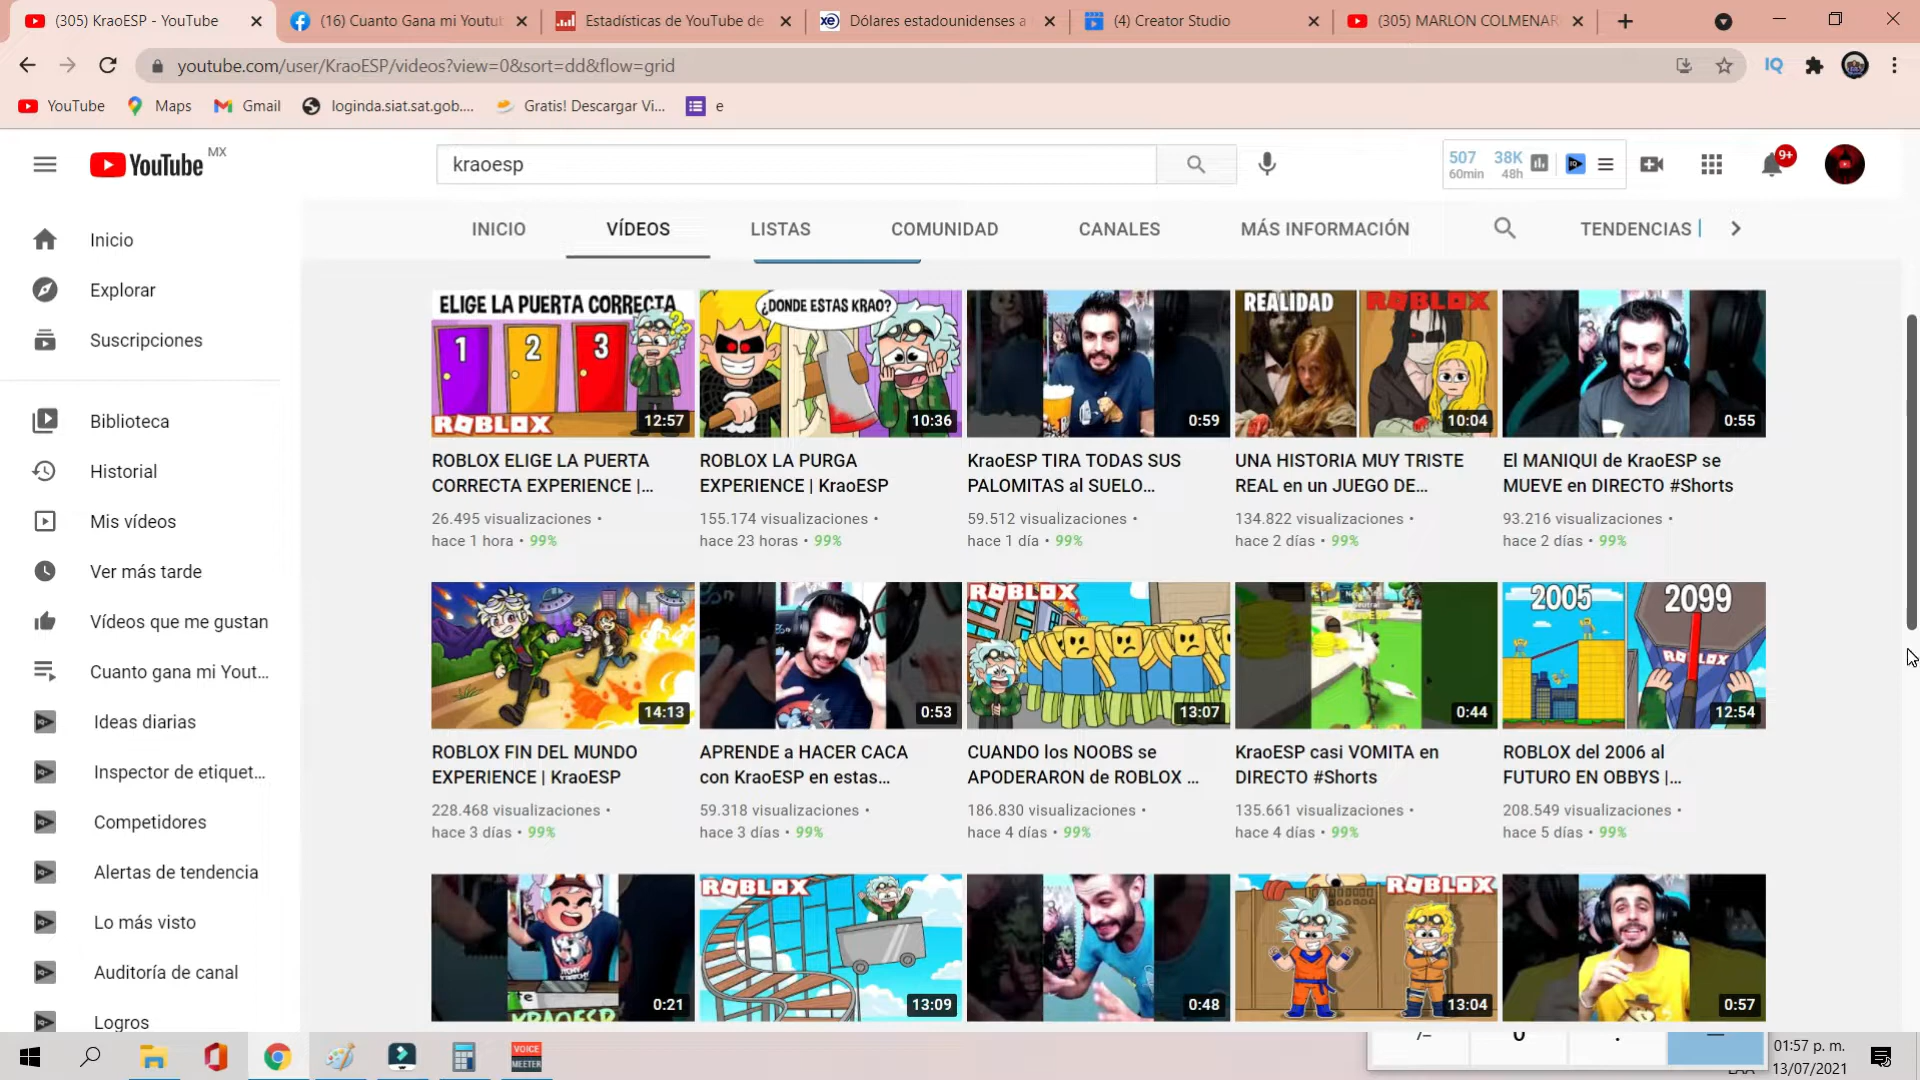 (305) KraoESP - YouTube
(16) Cuanto Gana mi Youtu
Estadísticas de YouTube de
Dólares estadounidenses a
(4) Creator Studio
(305) MARLON COLMENAR
youtube.com/user/KraoESP/videos?view=0&sort=dd&flow=grid
IQ
YouTube
Maps
Gmail
loginda.siat.sat.gob....
Gratis! Descargar Vi...
e
YouTube MX
kraoesp
507
60min
38K
48h
9+
INICIO
VÍDEOS
LISTAS
COMUNIDAD
CANALES
MÁS INFORMACIÓN
TENDENCIAS
Inicio
Explorar
Suscripciones
Biblioteca
Historial
Mis vídeos
Ver más tarde
Vídeos que me gustan
Cuanto gana mi Yout...
Ideas diarias
Inspector de etiquet...
Competidores
Alertas de tendencia
Lo más visto
Auditoría de canal
Logros
ELIGE LA PUERTA CORRECTA
1 2 3
ROBLOX
12:57
ROBLOX ELIGE LA PUERTA
CORRECTA EXPERIENCE |...
26.495 visualizaciones •
hace 1 hora • 99%
¿DONDE ESTAS KRAO?
10:36
ROBLOX LA PURGA
EXPERIENCE | KraoESP
155.174 visualizaciones •
hace 23 horas • 99%
0:59
KraoESP TIRA TODAS SUS
PALOMITAS al SUELO...
59.512 visualizaciones •
hace 1 día • 99%
REALIDAD
ROBLOX
10:04
UNA HISTORIA MUY TRISTE
REAL en un JUEGO DE...
134.822 visualizaciones •
hace 2 días • 99%
0:55
El MANIQUI de KraoESP se
MUEVE en DIRECTO #Shorts
93.216 visualizaciones •
hace 2 días • 99%
14:13
ROBLOX FIN DEL MUNDO
EXPERIENCE | KraoESP
228.468 visualizaciones •
hace 3 días • 99%
0:53
APRENDE a HACER CACA
con KraoESP en estas...
59.318 visualizaciones •
hace 3 días • 99%
ROBLOX
13:07
CUANDO los NOOBS se
APODERARON de ROBLOX ...
186.830 visualizaciones •
hace 4 días • 99%
0:44
KraoESP casi VOMITA en
DIRECTO #Shorts
135.661 visualizaciones •
hace 4 días • 99%
2005
2099
ROBLOX
12:54
ROBLOX del 2006 al
FUTURO EN OBBYS |...
208.549 visualizaciones •
hace 5 días • 99%
te
KRAOESP
0:21
ROBLOX
13:09
0:48
ROBLOX
13:04
0:57
VOICE
MEETER
01:57 p. m.
13/07/2021